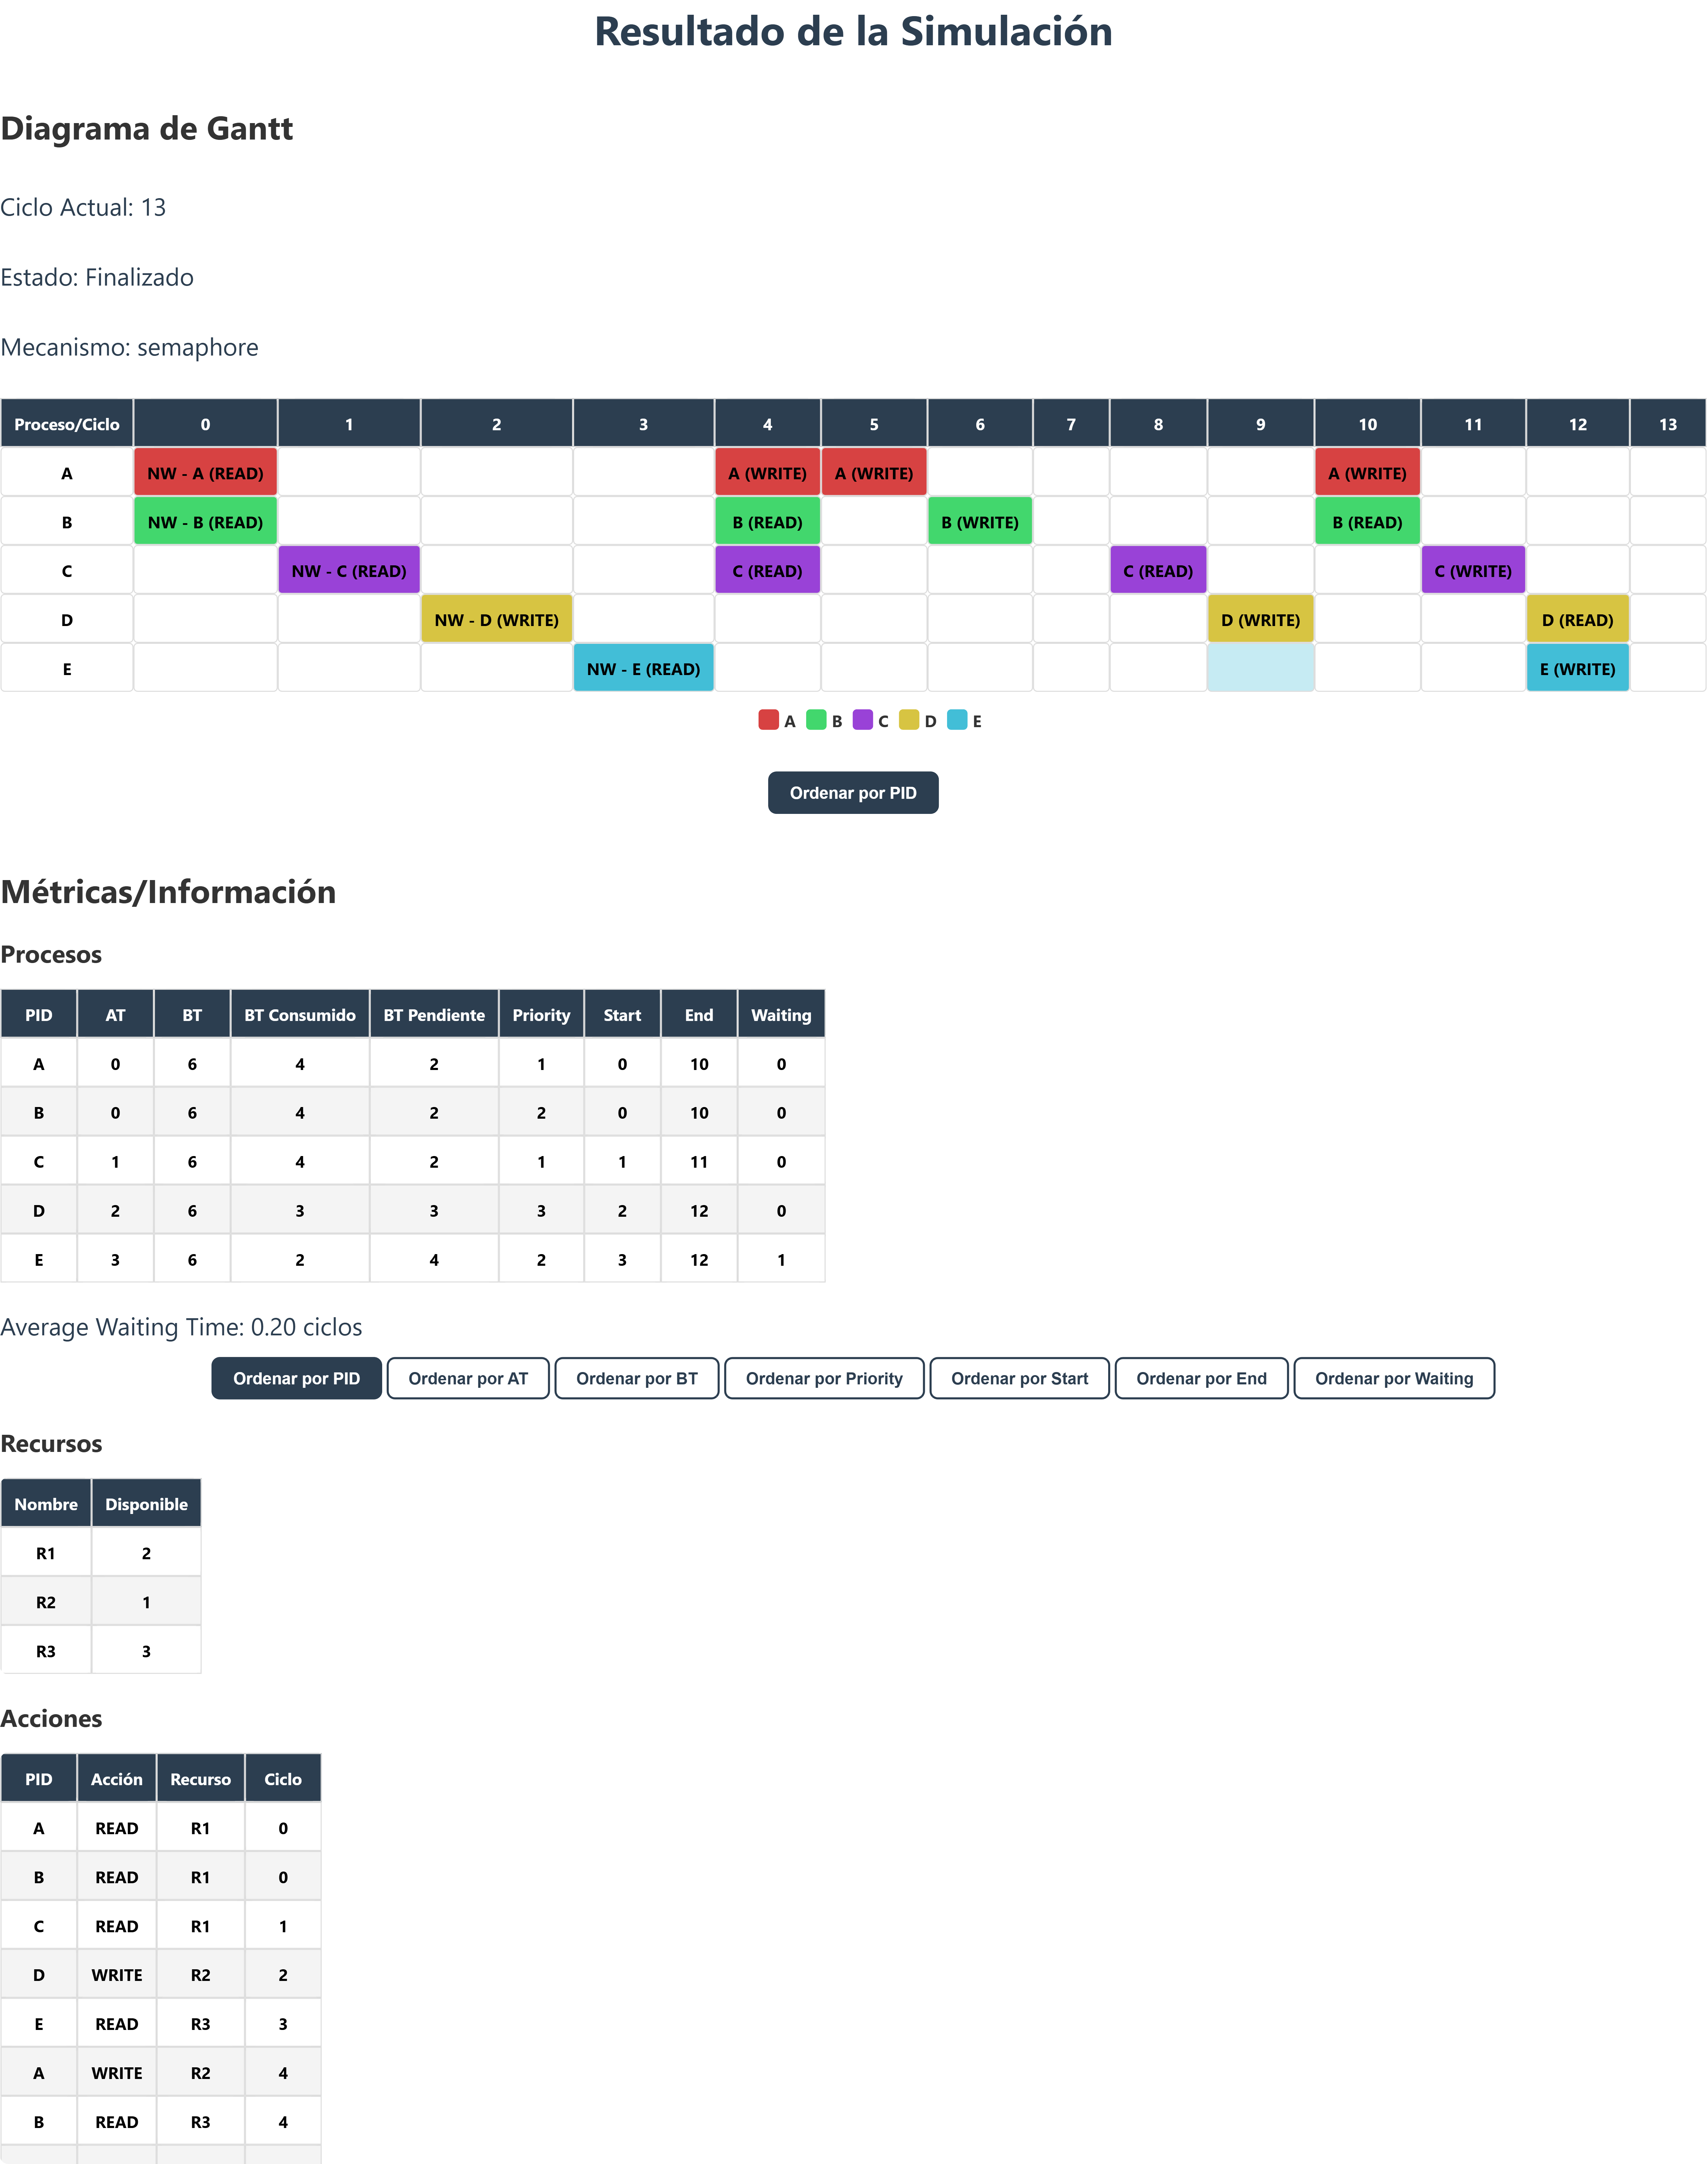 Resultado de la Simulación
Diagrama de Gantt
Ciclo Actual: 13
Estado: Finalizado
Mecanismo: semaphore
Proceso/Ciclo 0 1 2 3 4 5 6 7 8 9 10 11 12 13
A NW - A (READ) A (WRITE) A (WRITE) A (WRITE)
B NW - B (READ) B (READ) B (WRITE) B (READ)
C NW - C (READ) C (READ) C (READ) C (WRITE)
D NW - D (WRITE) D (WRITE) D (READ)
E NW - E (READ) E (WRITE)
A B C D E
Ordenar por PID
Métricas/Información
Procesos
PID AT BT BT Consumido BT Pendiente Priority Start End Waiting
A 0 6 4 2 1 0 10 0
B 0 6 4 2 2 0 10 0
C 1 6 4 2 1 1 11 0
D 2 6 3 3 3 2 12 0
E 3 6 2 4 2 3 12 1
Average Waiting Time: 0.20 ciclos
Ordenar por PID Ordenar por AT Ordenar por BT Ordenar por Priority Ordenar por Start Ordenar por End Ordenar por Waiting
Recursos
Nombre Disponible
R1 2
R2 1
R3 3
Acciones
PID Acción Recurso Ciclo
A READ R1 0
B READ R1 0
C READ R1 1
D WRITE R2 2
E READ R3 3
A WRITE R2 4
B READ R3 4